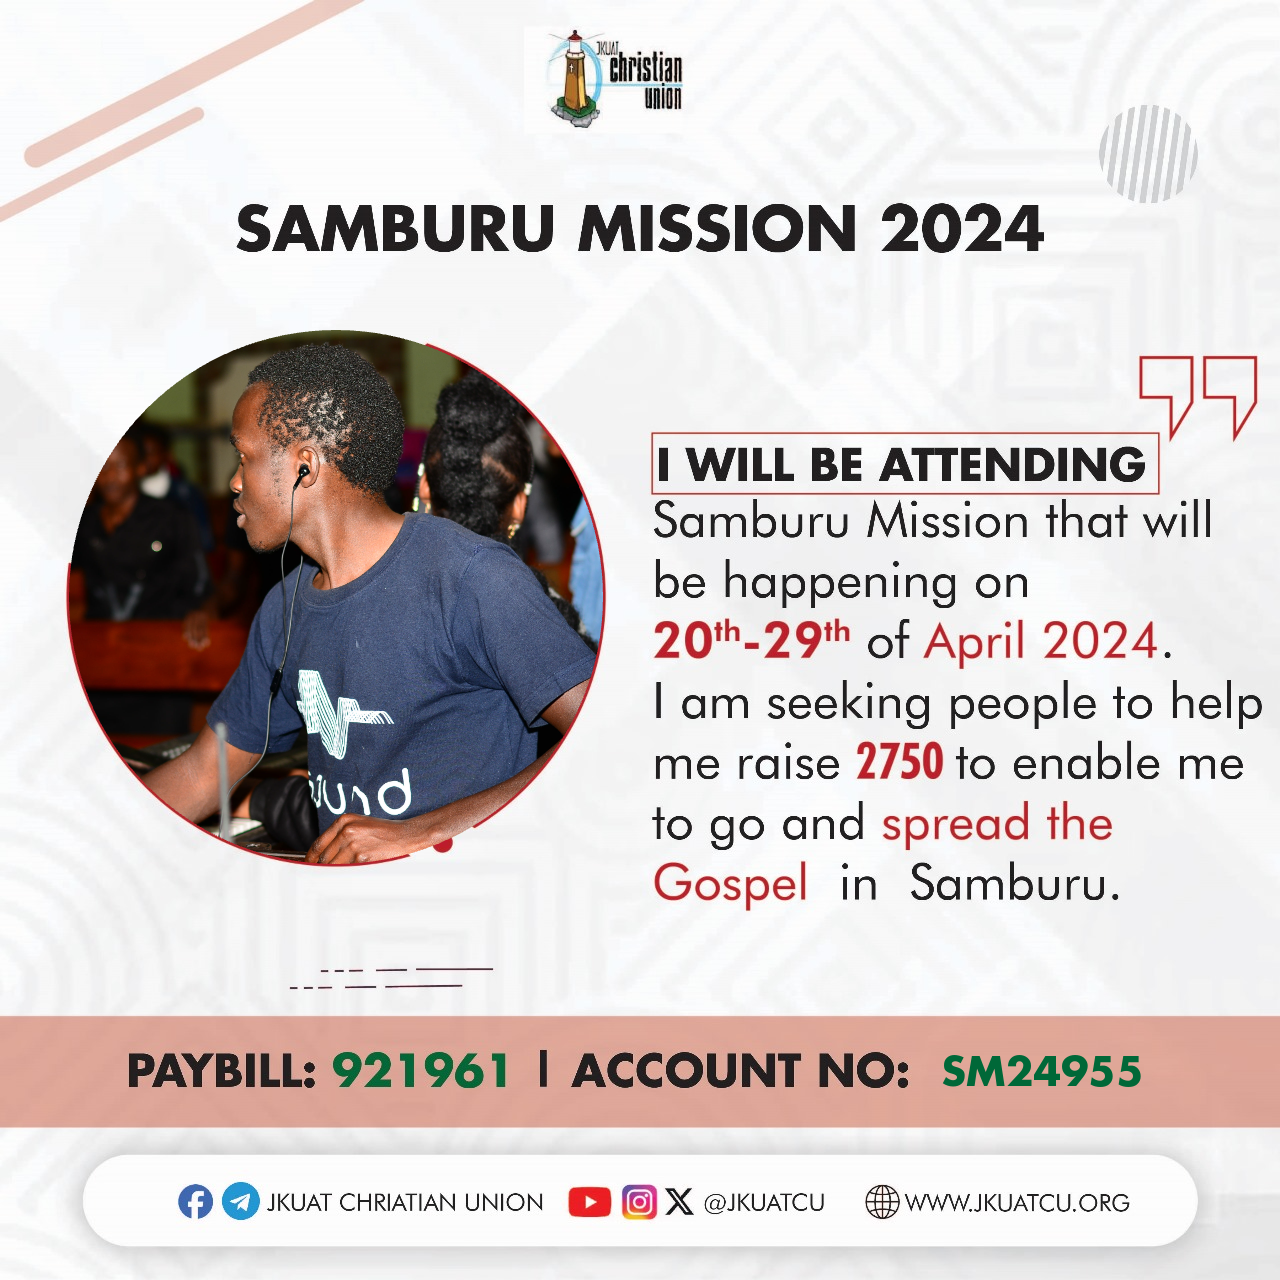 JKUAT
christian
union
SAMBURU MISSION 2024
I WILL BE ATTENDING
Samburu Mission that will
be happening on
20th-29th of April 2024.
I am seeking people to help
me raise 2750 to enable me
to go and spread the
Gospel in Samburu.
PAYBILL: 921961 | ACCOUNT NO: SM24955
JKUAT CHRIATIAN UNION @JKUATCU WWW.JKUATCU.ORG